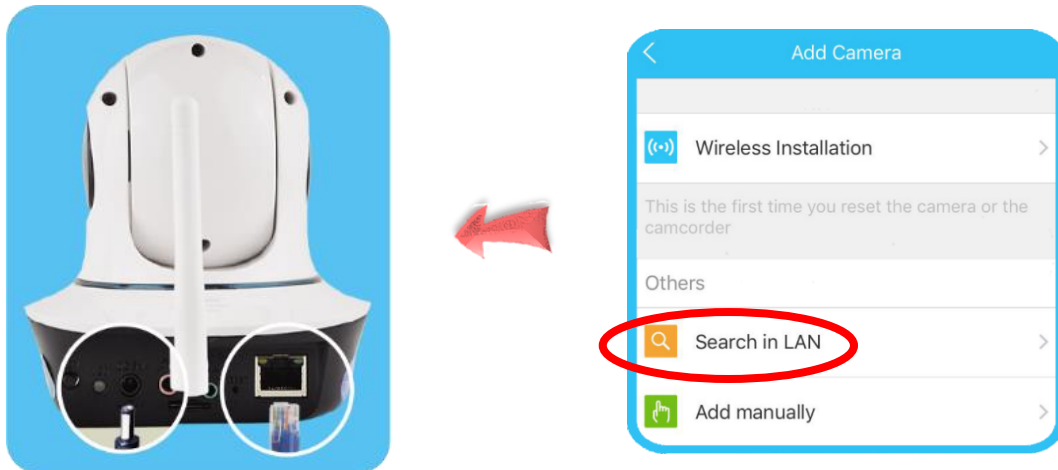 Add Camera
Wireless Installation
This is the first time you reset the camera or the
camcorder
Others
Search in LAN
Add manually